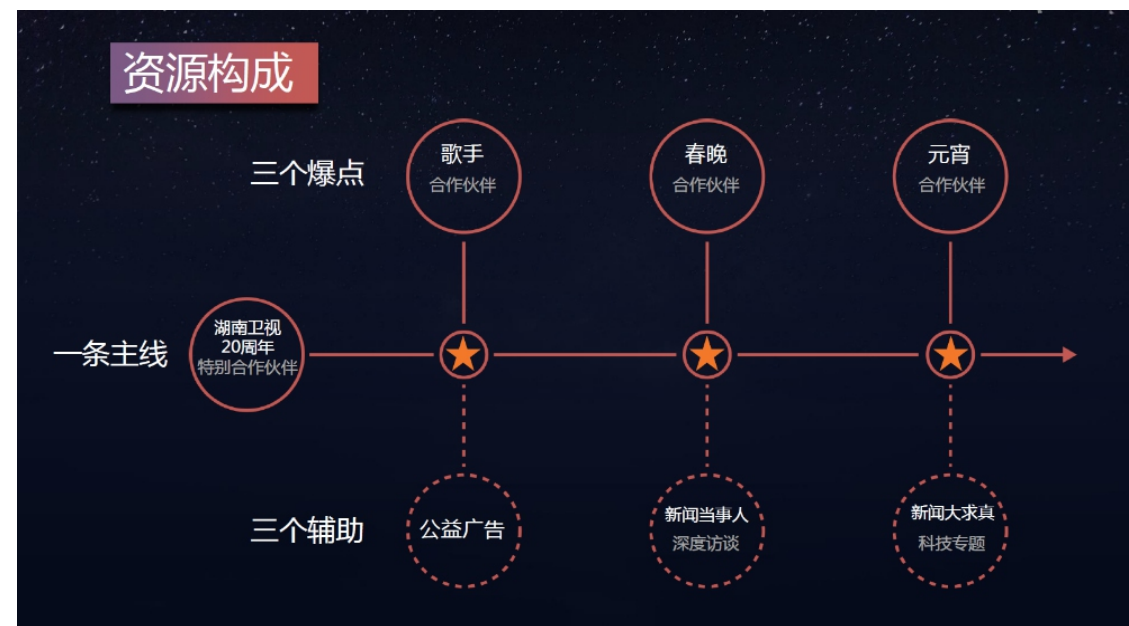 资源构成
三个爆点
歌手
合作伙伴
春晚
合作伙伴
元宵
合作伙伴
一条主线
湖南卫视
20周年
特别合作伙伴
三个辅助
公益广告
新闻当事人
深度访谈
新闻大求真
科技专题